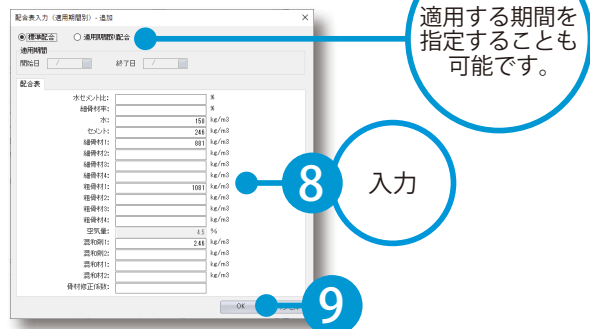 配合表入力（適用期間別）- 追加
標準配合
適用期間別配合
適用期間
開始日 / 終了日 /
配合表
水セメント比: %
細骨材率: %
水: 150 kg/m3
セメント: 246 kg/m3
細骨材1: 881 kg/m3
細骨材2: kg/m3
細骨材3: kg/m3
細骨材4: kg/m3
粗骨材1: 1081 kg/m3
粗骨材2: kg/m3
粗骨材3: kg/m3
粗骨材4: kg/m3
空気量: 4.5 %
混和剤1: 2.46 kg/m3
混和剤2: kg/m3
混和材1: kg/m3
混和材2: kg/m3
骨材修正係数:
OK
適用する期間を
指定することも
可能です。
8
入力
9